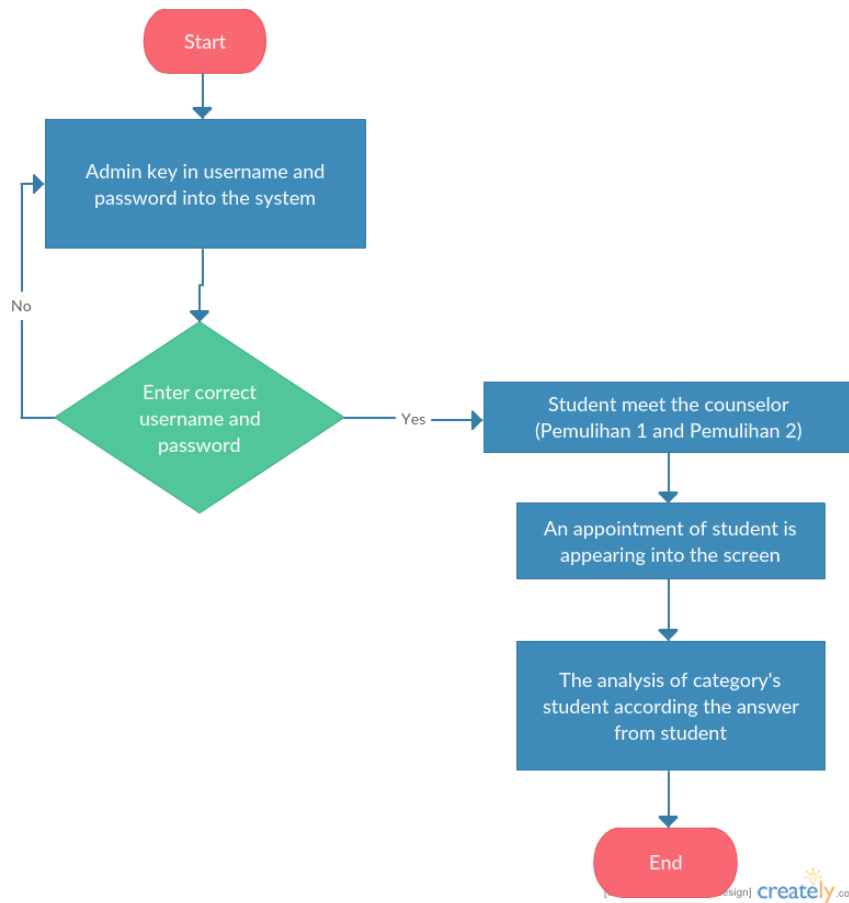 Start
Admin key in username and
password into the system
No
Enter correct
username and
password
Yes
Student meet the counselor
(Pemulihan 1 and Pemulihan 2)
An appointment of student is
appearing into the screen
The analysis of category's
student according the answer
from student
End
creately